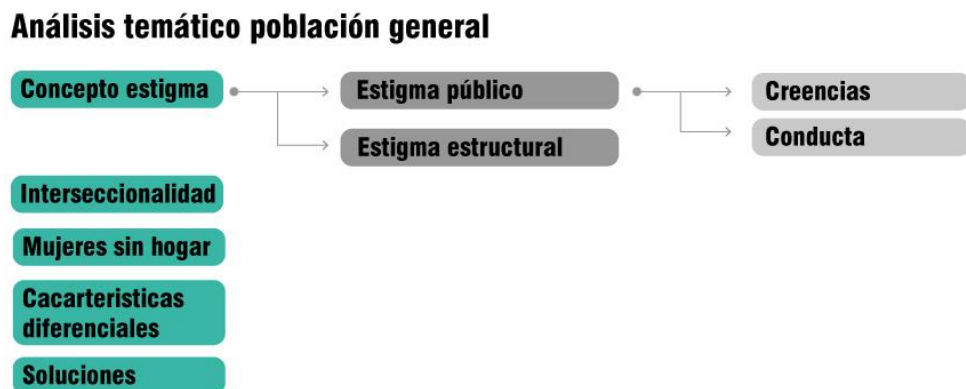 Análisis temático población general
Concepto estigma
Estigma público
Creencias
Conducta
Estigma estructural
Interseccionalidad
Mujeres sin hogar
Cacarteristicas
diferenciales
Soluciones